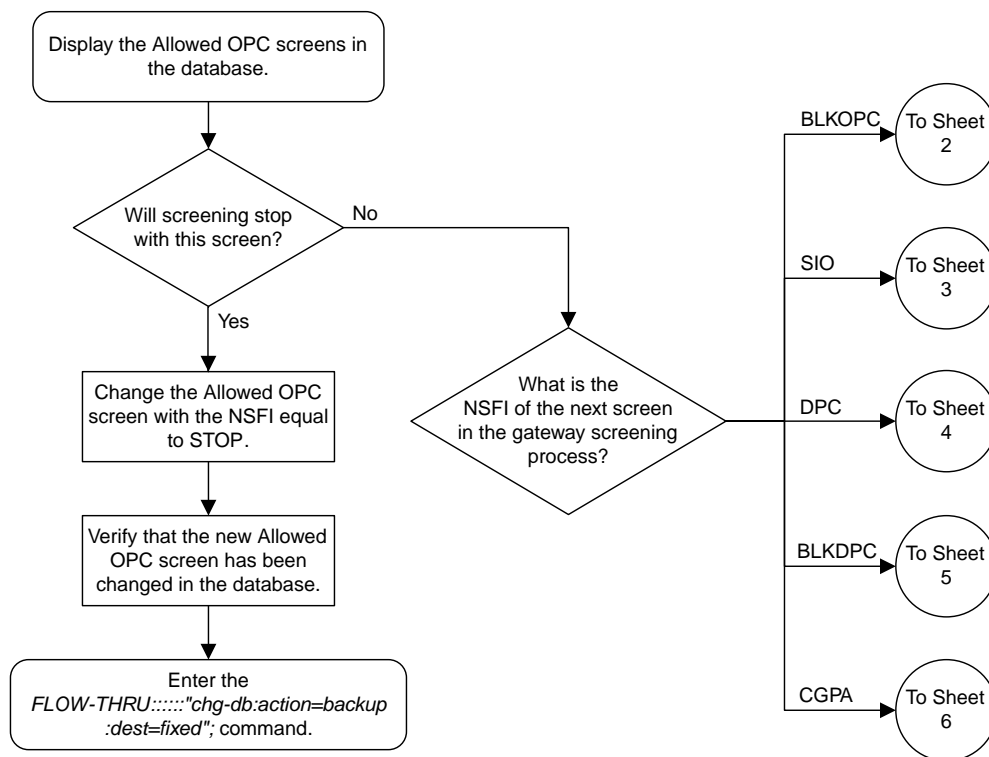 Display the Allowed OPC screens in
the database.
Will screening stop
with this screen?
No
Yes
Change the Allowed OPC
screen with the NSFI equal
to STOP.
Verify that the new Allowed
OPC screen has been
changed in the database.
Enter the
FLOW-THRU::::::"chg-db:action=backup
:dest=fixed"; command.
What is the
NSFI of the next screen
in the gateway screening
process?
BLKOPC
To Sheet
2
SIO
To Sheet
3
DPC
To Sheet
4
BLKDPC
To Sheet
5
CGPA
To Sheet
6